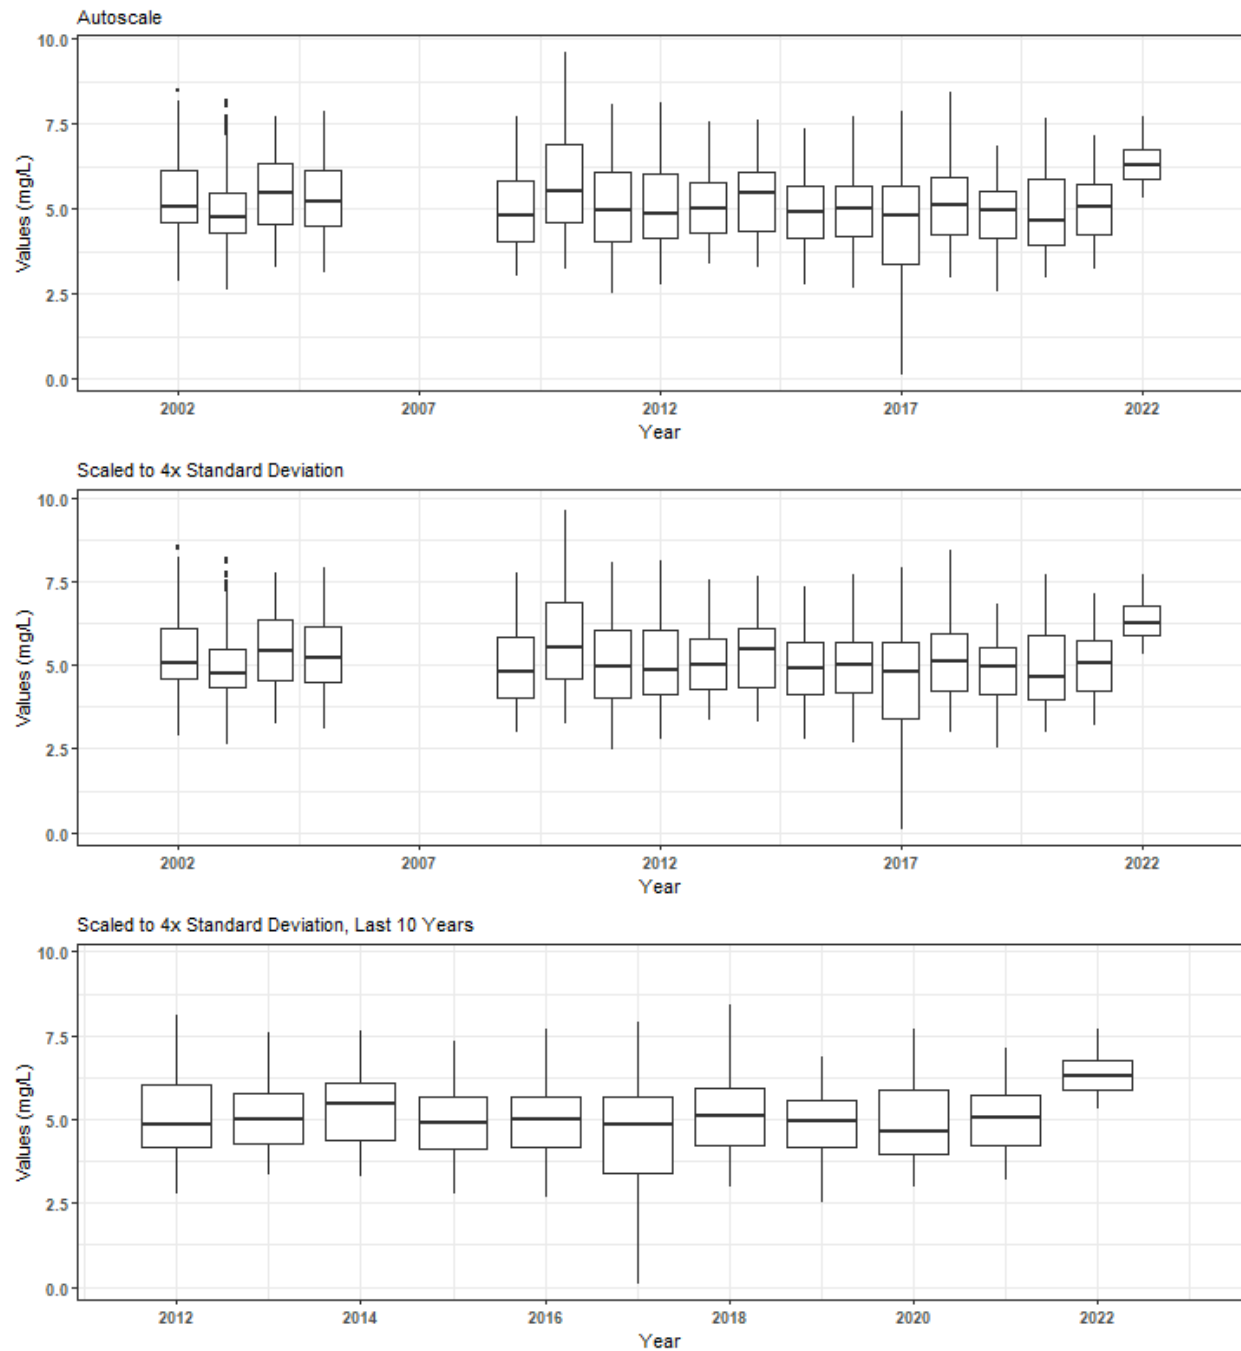 Autoscale
10.0
7.5
5.0
2.5
0.0
Values (mg/L)
2002 2007 2012 2017 2022
Year
Scaled to 4x Standard Deviation
10.0
7.5
5.0
2.5
0.0
Values (mg/L)
2002 2007 2012 2017 2022
Year
Scaled to 4x Standard Deviation, Last 10 Years
10.0
7.5
5.0
2.5
0.0
Values (mg/L)
2012 2014 2016 2018 2020 2022
Year